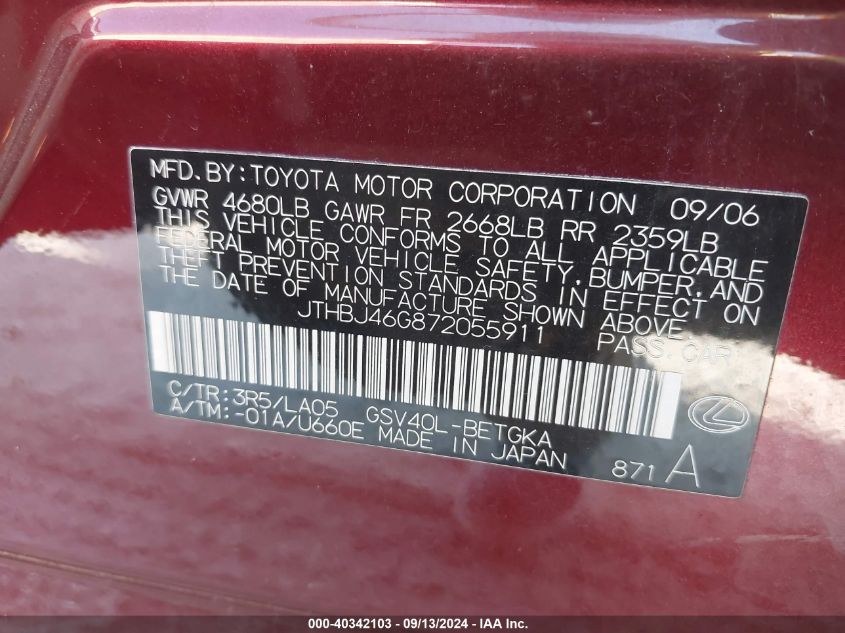 MFD.BY:TOYOTA MOTOR CORPORATION 09/06
GVWR 4680LB GAWR FR 2668LB RR 2359LB
THIS VEHICLE CONFORMS TO ALL APPLICABLE
FEDERAL MOTOR VEHICLE SAFETY,BUMPER,AND
THEFT PREVENTION STANDARDS IN EFFECT ON
THE DATE OF MANUFACTURE SHOWN ABOVE.
JTHBJ46G872055911 PASS.CAR
C/TR:3R5/LA05 GSV40L-BETGKA
A/TM:-01A/U660E MADE IN JAPAN
871 A
000-40342103 - 09/13/2024 - IAA Inc.